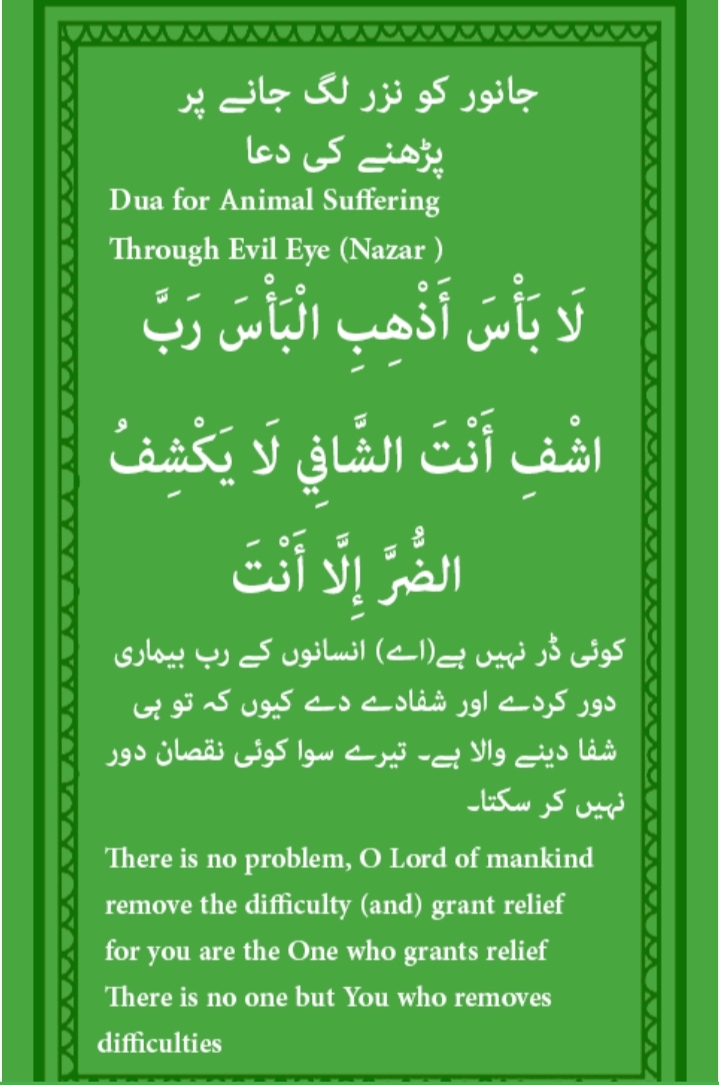 جانور کو نزر لگ جانے پر
پڑھنے کی دعا
Dua for Animal Suffering
Through Evil Eye (Nazar )
لَا بَأْسَ أَذْهِبِ الْبَأْسَ رَبَّ
اشْفِ أَنْتَ الشَّافِي لَا يَكْشِفُ
الضُّرَّ إِلَّا أَنْتَ
کوئی ڈر نہیں ہے(اے) انسانوں کے رب بیماری
دور کردے اور شفادے دے کیوں کہ تو ہی
شفا دینے والا ہے۔ تیرے سوا کوئی نقصان دور
نہیں کر سکتا۔
There is no problem, O Lord of mankind
remove the difficulty (and) grant relief
for you are the One who grants relief
There is no one but You who removes
difficulties